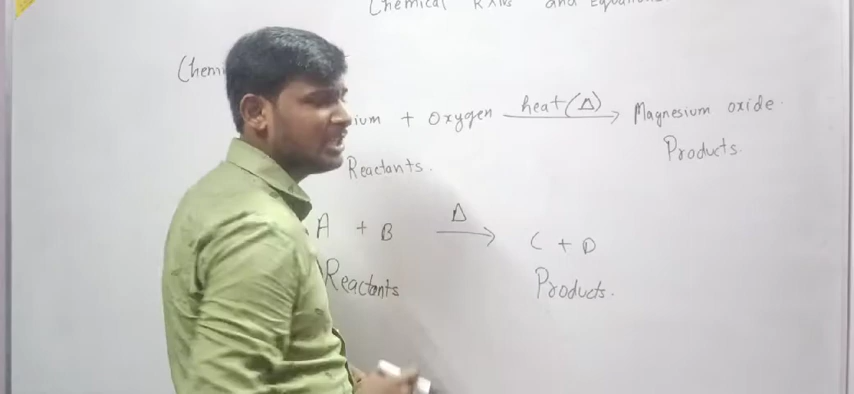 Chemical RXNs and Equations
Chemi
ium + Oxygen heat(Δ) → Magnesium oxide.
Reactants. Products.
A + B Δ → C + D
Reactants Products.